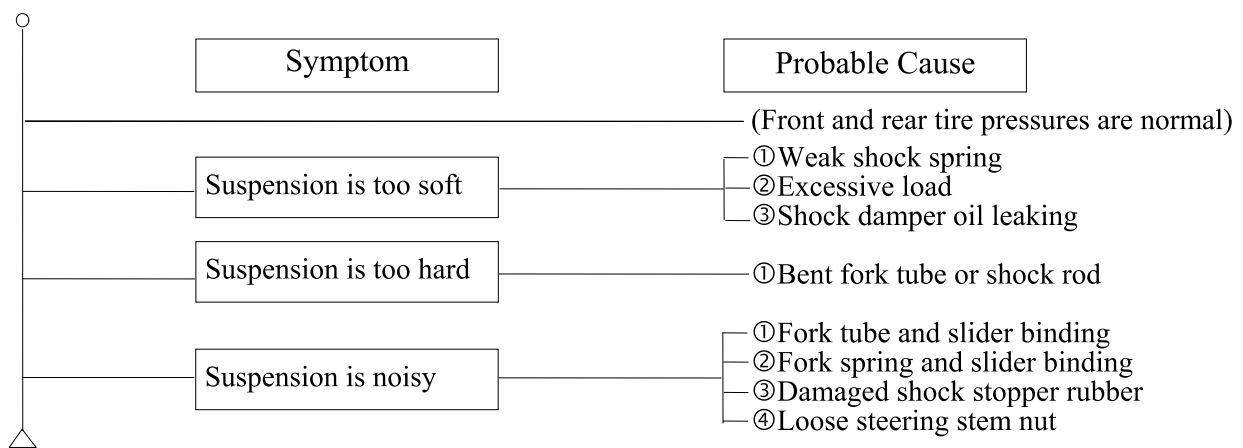 Symptom
Probable Cause
(Front and rear tire pressures are normal)
Suspension is too soft
①Weak shock spring
②Excessive load
③Shock damper oil leaking
Suspension is too hard
①Bent fork tube or shock rod
Suspension is noisy
①Fork tube and slider binding
②Fork spring and slider binding
③Damaged shock stopper rubber
④Loose steering stem nut